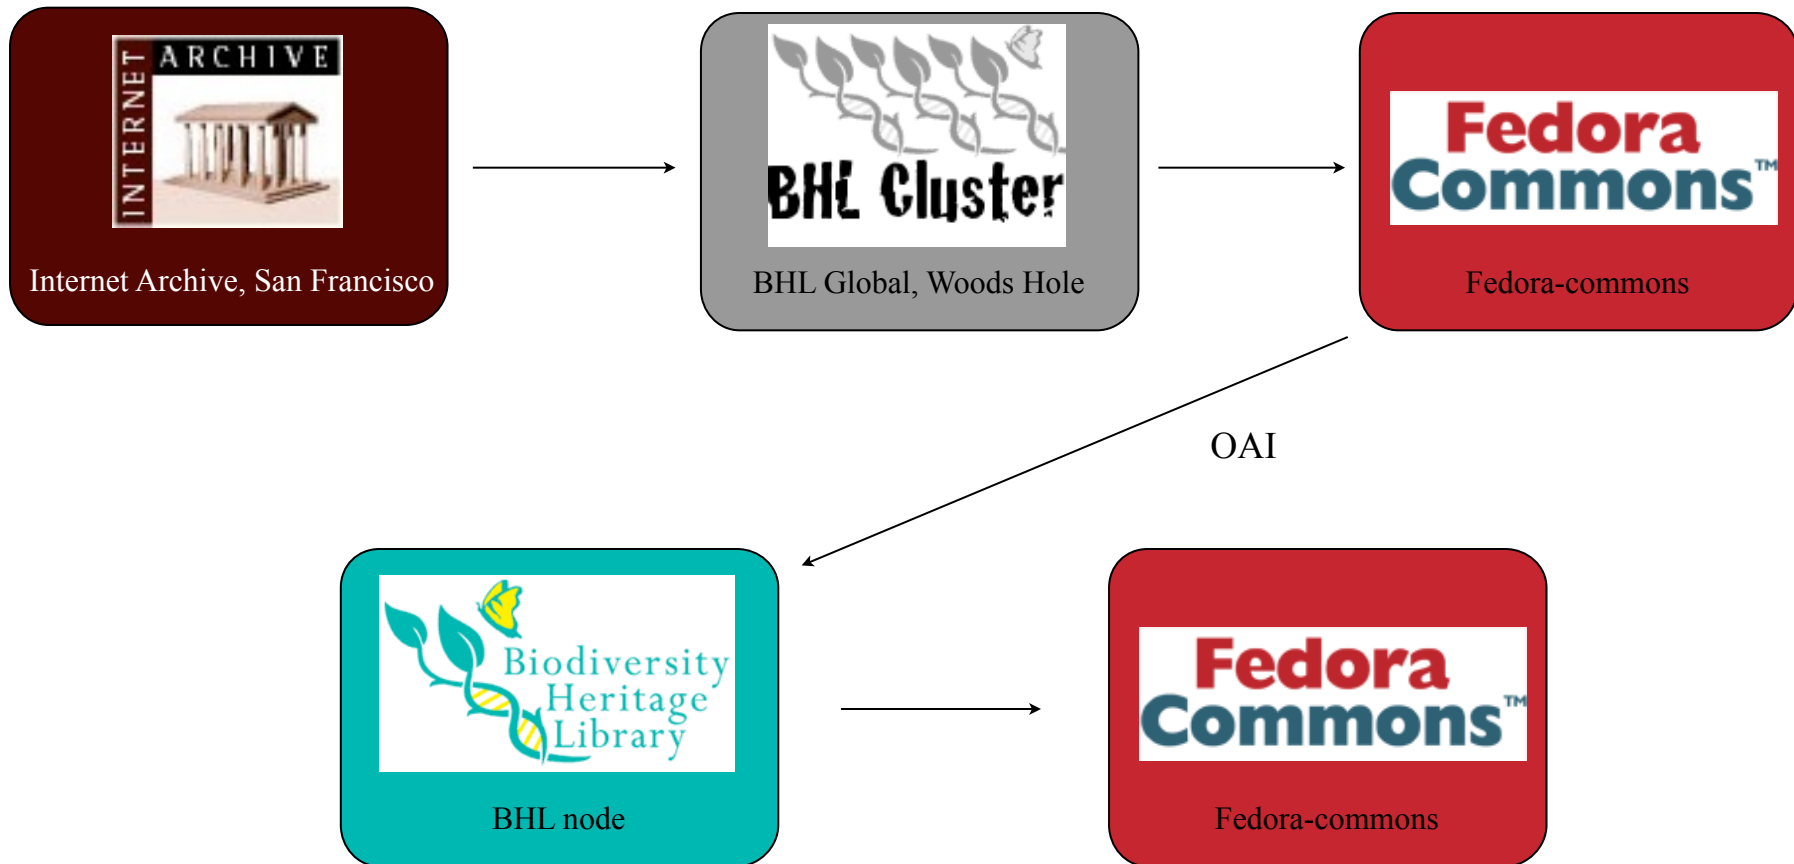 INTERNET
ARCHIVE
Internet Archive, San Francisco
BHL Cluster
BHL Global, Woods Hole
Fedora
Commons™
Fedora-commons
OAI
Biodiversity
Heritage
Library
BHL node
Fedora
Commons™
Fedora-commons